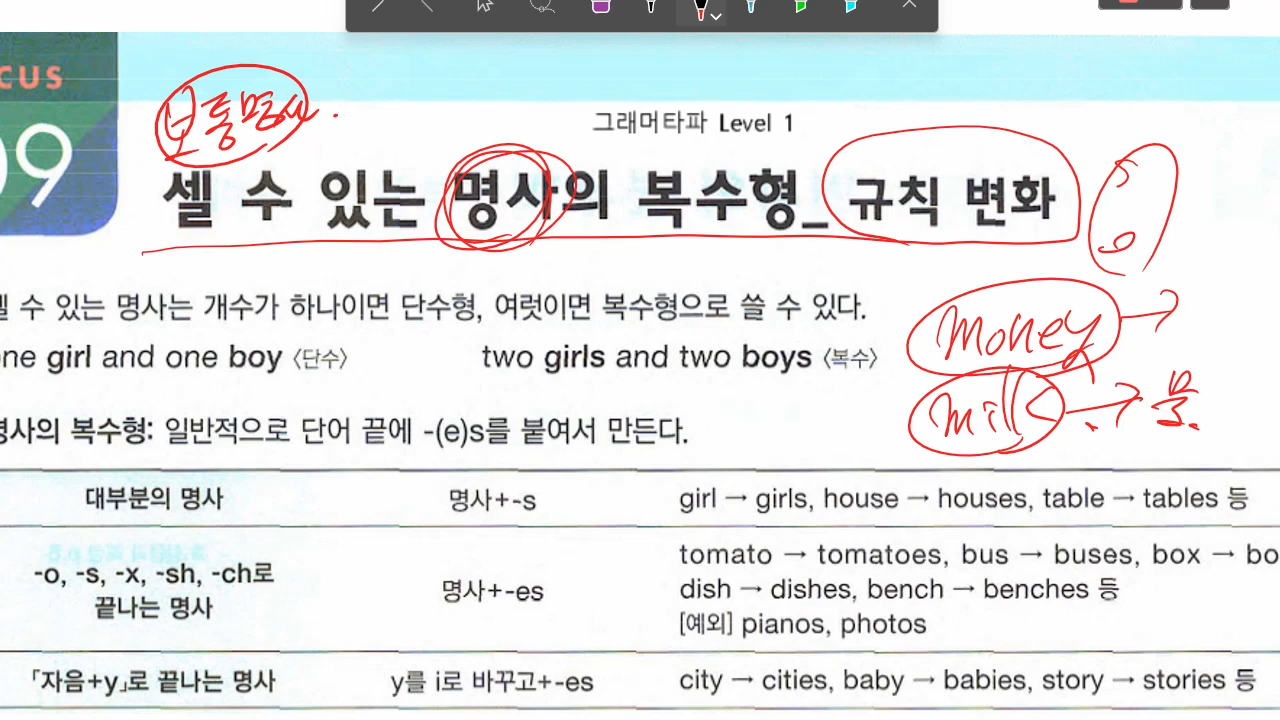 CUS
09
보통명사.
그래머타파 Level 1
셀 수 있는 명사의 복수형_ 규칙 변화
셀 수 있는 명사는 개수가 하나이면 단수형, 여럿이면 복수형으로 쓸 수 있다.
money → ?
one girl and one boy 〈단수〉 two girls and two boys 〈복수〉
milk →
명사의 복수형: 일반적으로 단어 끝에 -(e)s를 붙여서 만든다.
대부분의 명사 명사+-s girl → girls, house → houses, table → tables 등
-o, -s, -x, -sh, -ch로 끝나는 명사 명사+-es tomato → tomatoes, bus → buses, box → bo
dish → dishes, bench → benches 등
[예외] pianos, photos
「자음+y」로 끝나는 명사 y를 i로 바꾸고+-es city → cities, baby → babies, story → stories 등